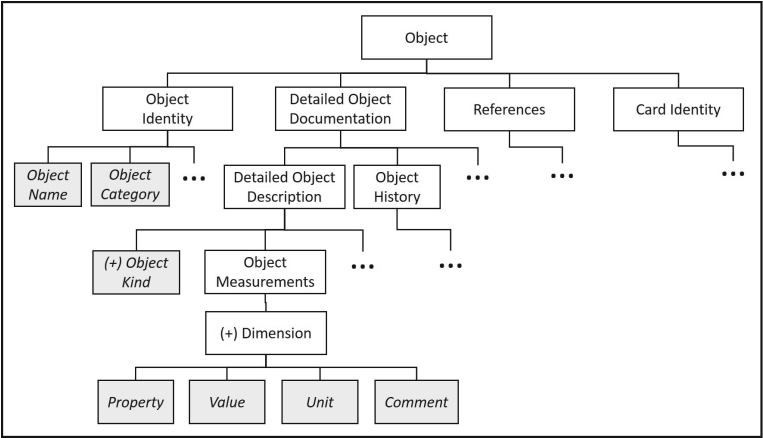 Object
Object
Identity
Detailed Object
Documentation
References
Card Identity
Object
Name
Object
Category
...
Detailed Object
Description
Object
History
...
...
...
(+) Object
Kind
Object
Measurements
...
...
(+) Dimension
Property
Value
Unit
Comment